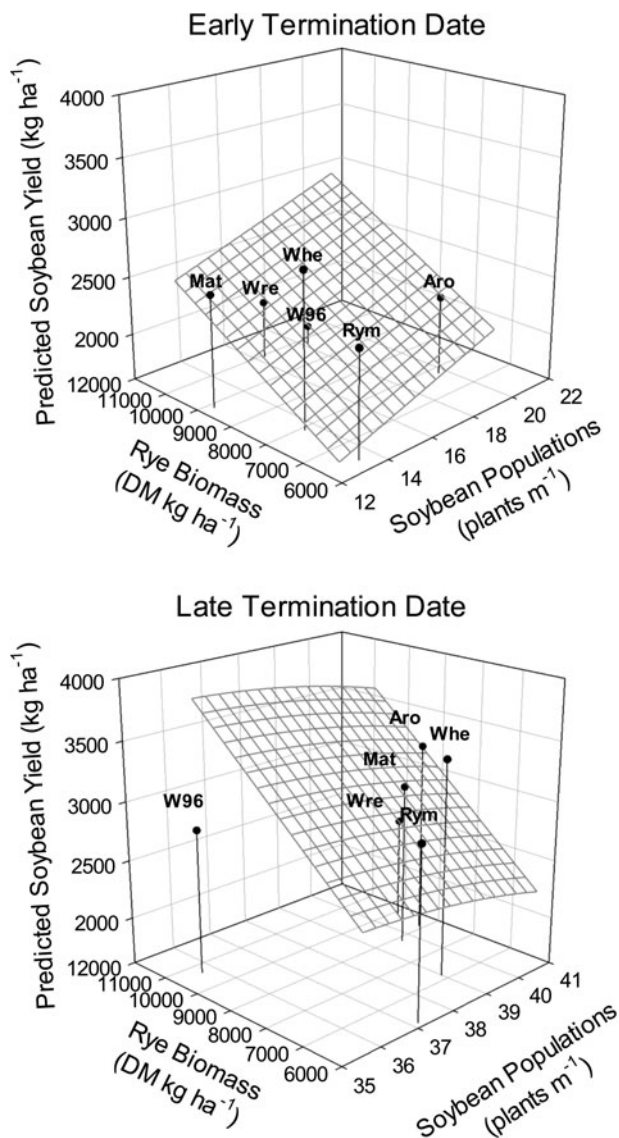 Early Termination Date
Predicted Soybean Yield (kg ha⁻¹)
4000
3500
3000
2500
2000
12000
11000
10000
9000
8000
7000
6000
Rye Biomass
(DM kg ha⁻¹)
12
14
16
18
20
22
Soybean Populations
(plants m⁻¹)
Mat
Wre
Whe
W96
Rym
Aro
Late Termination Date
Predicted Soybean Yield (kg ha⁻¹)
4000
3500
3000
2500
2000
12000
11000
10000
9000
8000
7000
6000
Rye Biomass
(DM kg ha⁻¹)
35
36
37
38
39
40
41
Soybean Populations
(plants m⁻¹)
W96
Aro
Whe
Mat
Wre
Rym